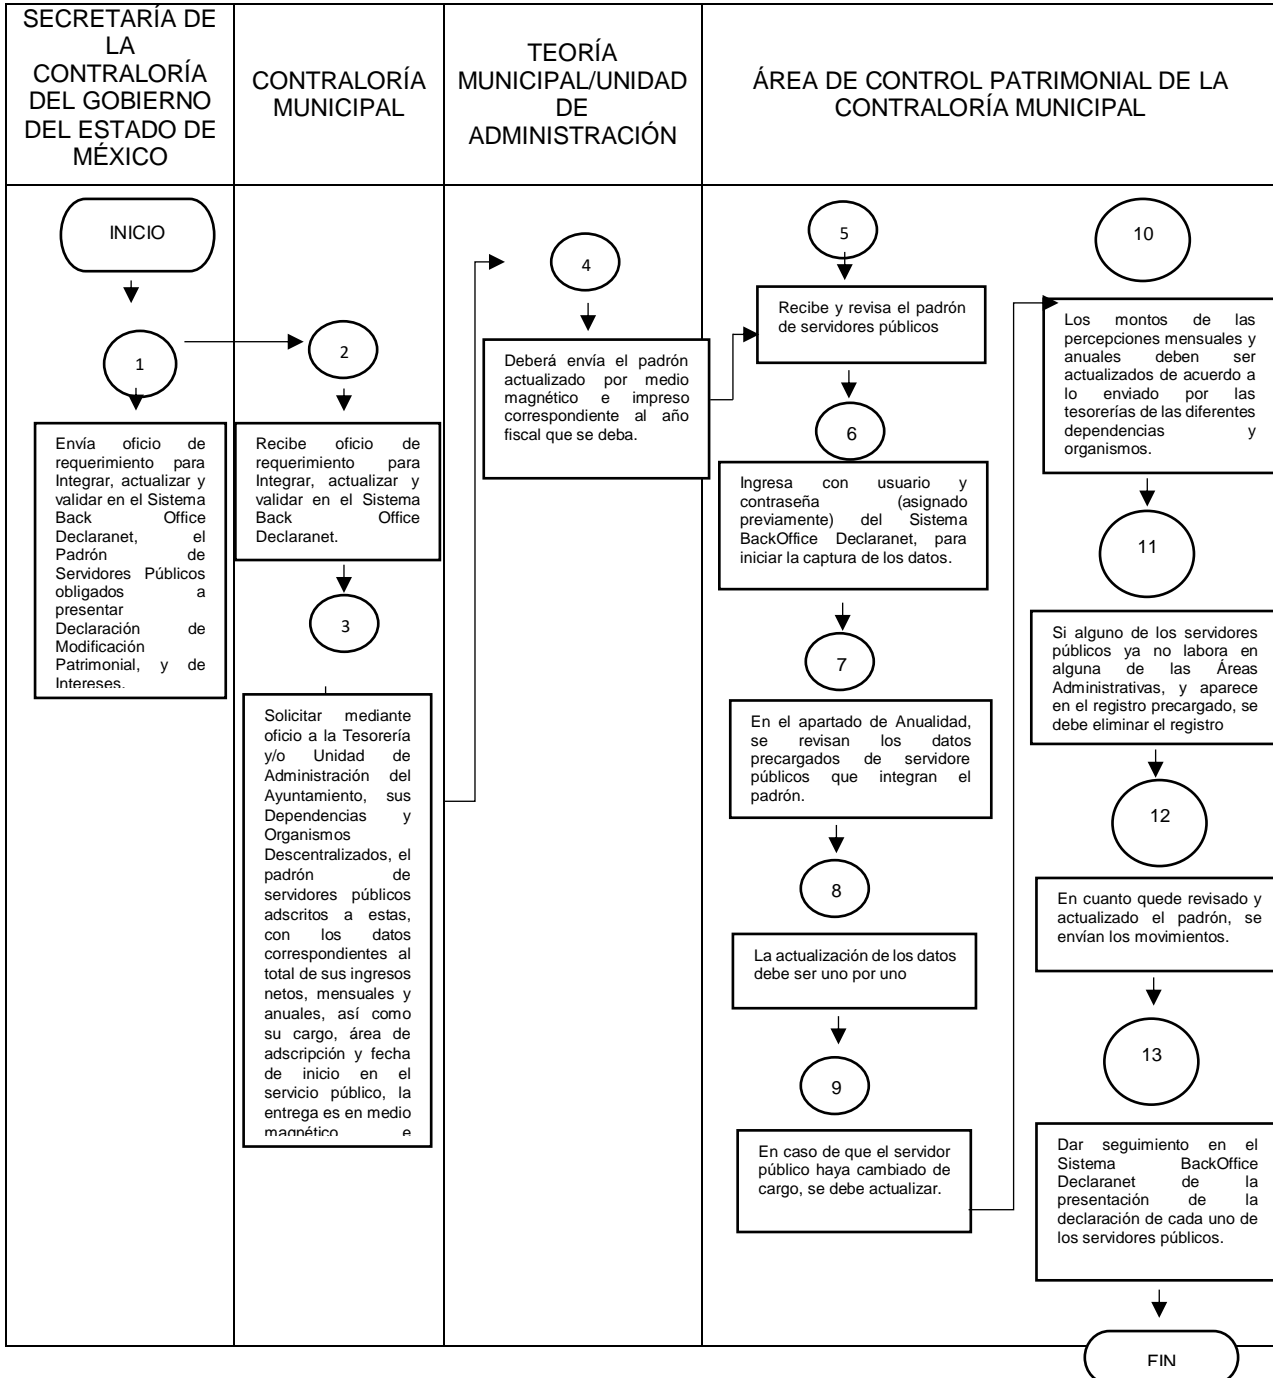 SECRETARÍA DE
LA
CONTRALORÍA
DEL GOBIERNO
DEL ESTADO DE
MÉXICO
CONTRALORÍA
MUNICIPAL
TEORÍA
MUNICIPAL/UNIDAD
DE
ADMINISTRACIÓN
ÁREA DE CONTROL PATRIMONIAL DE LA
CONTRALORÍA MUNICIPAL
INICIO
1
Envía oficio de
requerimiento para
Integrar, actualizar y
validar en el Sistema
Back Office
Declaranet, el
Padrón de
Servidores Públicos
obligados a
presentar
Declaración de
Modificación
Patrimonial, y de
Intereses.
2
Recibe oficio de
requerimiento para
Integrar, actualizar y
validar en el Sistema
Back Office
Declaranet.
3
Solicitar mediante
oficio a la Tesorería
y/o Unidad de
Administración del
Ayuntamiento, sus
Dependencias y
Organismos
Descentralizados, el
padrón de
servidores públicos
adscritos a estas,
con los datos
correspondientes al
total de sus ingresos
netos, mensuales y
anuales, así como
su cargo, área de
adscripción y fecha
de inicio en el
servicio público, la
entrega es en medio
magnético e
4
Deberá envía el padrón
actualizado por medio
magnético e impreso
correspondiente al año
fiscal que se deba.
5
Recibe y revisa el padrón
de servidores públicos
6
Ingresa con usuario y
contraseña (asignado
previamente) del Sistema
BackOffice Declaranet, para
iniciar la captura de los datos.
7
En el apartado de Anualidad,
se revisan los datos
precargados de servidore
públicos que integran el
padrón.
8
La actualización de los datos
debe ser uno por uno
9
En caso de que el servidor
público haya cambiado de
cargo, se debe actualizar.
10
Los montos de las
percepciones mensuales y
anuales deben ser
actualizados de acuerdo a
lo enviado por las
tesorerías de las diferentes
dependencias y
organismos.
11
Si alguno de los servidores
públicos ya no labora en
alguna de las Áreas
Administrativas, y aparece
en el registro precargado, se
debe eliminar el registro
12
En cuanto quede revisado y
actualizado el padrón, se
envían los movimientos.
13
Dar seguimiento en el
Sistema BackOffice
Declaranet de la
presentación de la
declaración de cada uno de
los servidores públicos.
FIN